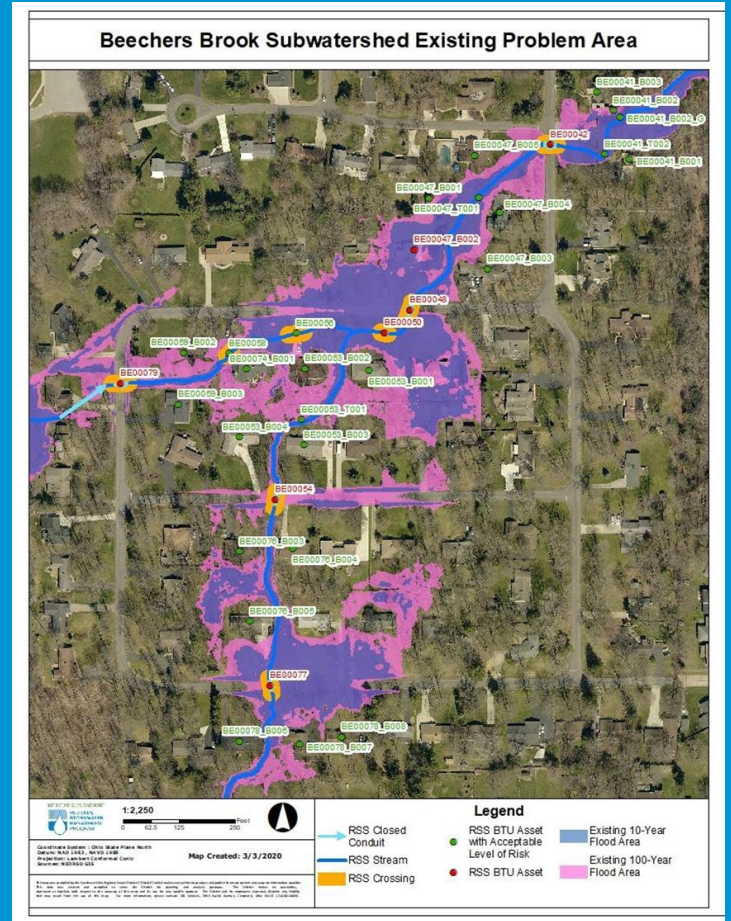 Beechers Brook Subwatershed Existing Problem Area
BE00041_B003
BE00041_B002
BE00041_B002_G
BE00042
BE00047_B005
BE00041_T002
BE00041_B001
BE00047_B001
BE00047_T001
BE00047_B004
BE00047_B002
BE00047_B003
BE00048
BE00056
BE00050
BE00059_B002
BE00058
BE00074_B001
BE00053_B002
BE00079
BE00053_B001
BE00059_B003
BE00053_T001
BE00053_B004
BE00053_B003
BE00054
BE00076_B003
BE00076_B004
BE00076_B005
BE00077
BE00078_B006
BE00078_B008
BE00078_B007
1:2,250
0 62.5 125 250
Feet
Coordinate System: Ohio State Plane North
Datum: NAD 1983, NAVD 1988
Projection: Lambert Conformal Conic
Sources: NEORSD GIS
Map Created: 3/3/2020
Legend
RSS Closed
Conduit
RSS Stream
RSS Crossing
RSS BTU Asset
with Acceptable
Level of Risk
RSS BTU Asset
Existing 10-Year
Flood Area
Existing 100-Year
Flood Area